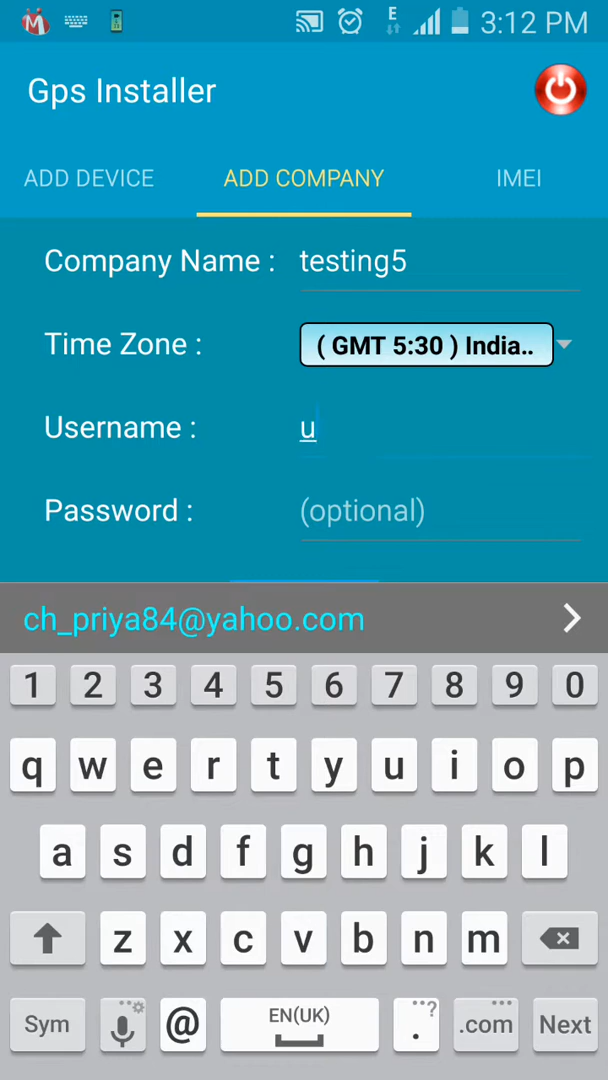 E 3:12 PM
Gps Installer
ADD DEVICE ADD COMPANY IMEI
Company Name : testing5
Time Zone : ( GMT 5:30 ) India..
Username : u
Password : (optional)
ch_priya84@yahoo.com
1 2 3 4 5 6 7 8 9 0
q w e r t y u i o p
a s d f g h j k l
z x c v b n m
Sym @ EN(UK) . ? .com Next